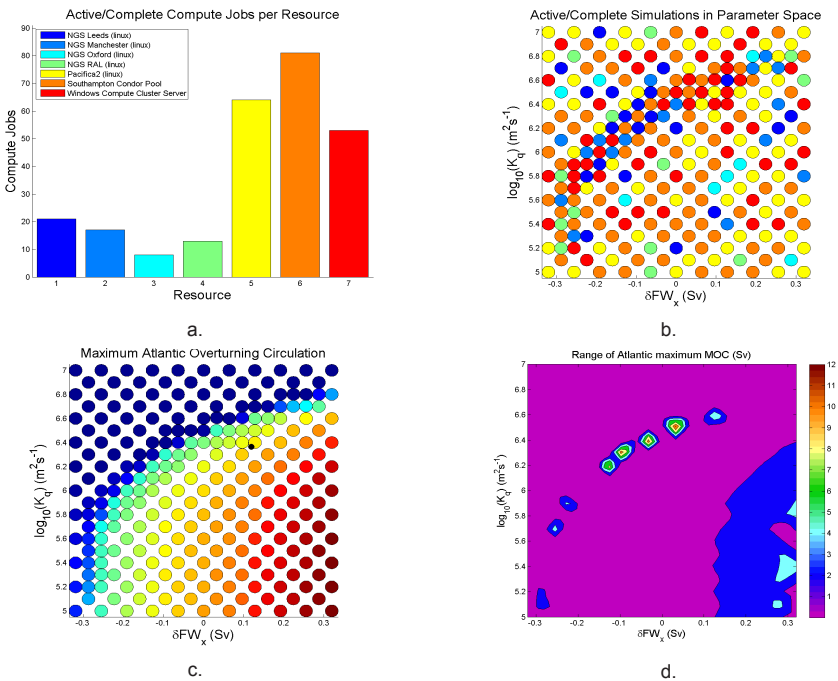 Active/Complete Compute Jobs per Resource
90
80
70
60
50
40
30
20
10
0
Compute Jobs
NGS Leeds (linux)
NGS Manchester (linux)
NGS Oxford (linux)
NGS RAL (linux)
Pacifica2 (linux)
Southampton Condor Pool
Windows Compute Cluster Server
1 2 3 4 5 6 7
Resource
a.
Active/Complete Simulations in Parameter Space
7
6.8
6.6
6.4
6.2
6
5.8
5.6
5.4
5.2
5
log10(Kq) (m2s-1)
-0.3 -0.2 -0.1 0 0.1 0.2 0.3
δFWx (Sv)
b.
Maximum Atlantic Overturning Circulation
7
6.8
6.6
6.4
6.2
6
5.8
5.6
5.4
5.2
5
log10(Kq) (m2s-1)
-0.3 -0.2 -0.1 0 0.1 0.2 0.3
δFWx (Sv)
c.
Range of Atlantic maximum MOC (Sv)
7
6.8
6.6
6.4
6.2
6
5.8
5.6
5.4
5.2
5
log10(Kq) (m2s-1)
-0.3 -0.2 -0.1 0 0.1 0.2 0.3
δFWx (Sv)
12
11
10
9
8
7
6
5
4
3
2
1
d.